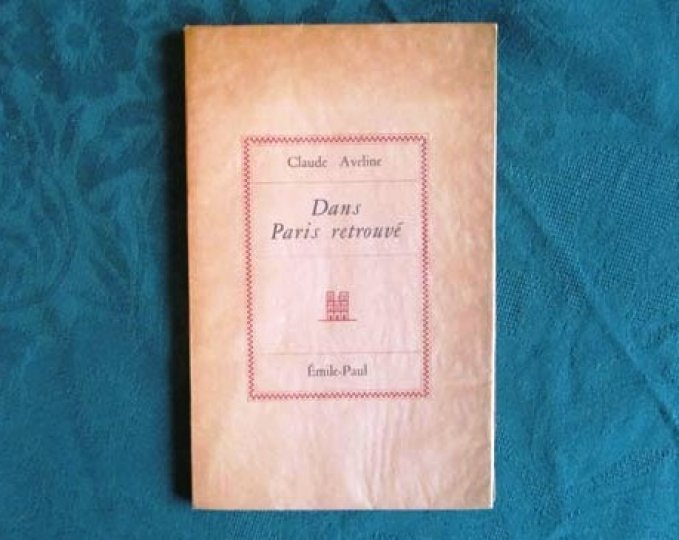 Claude Aveline
Dans
Paris retrouvé
Émile-Paul